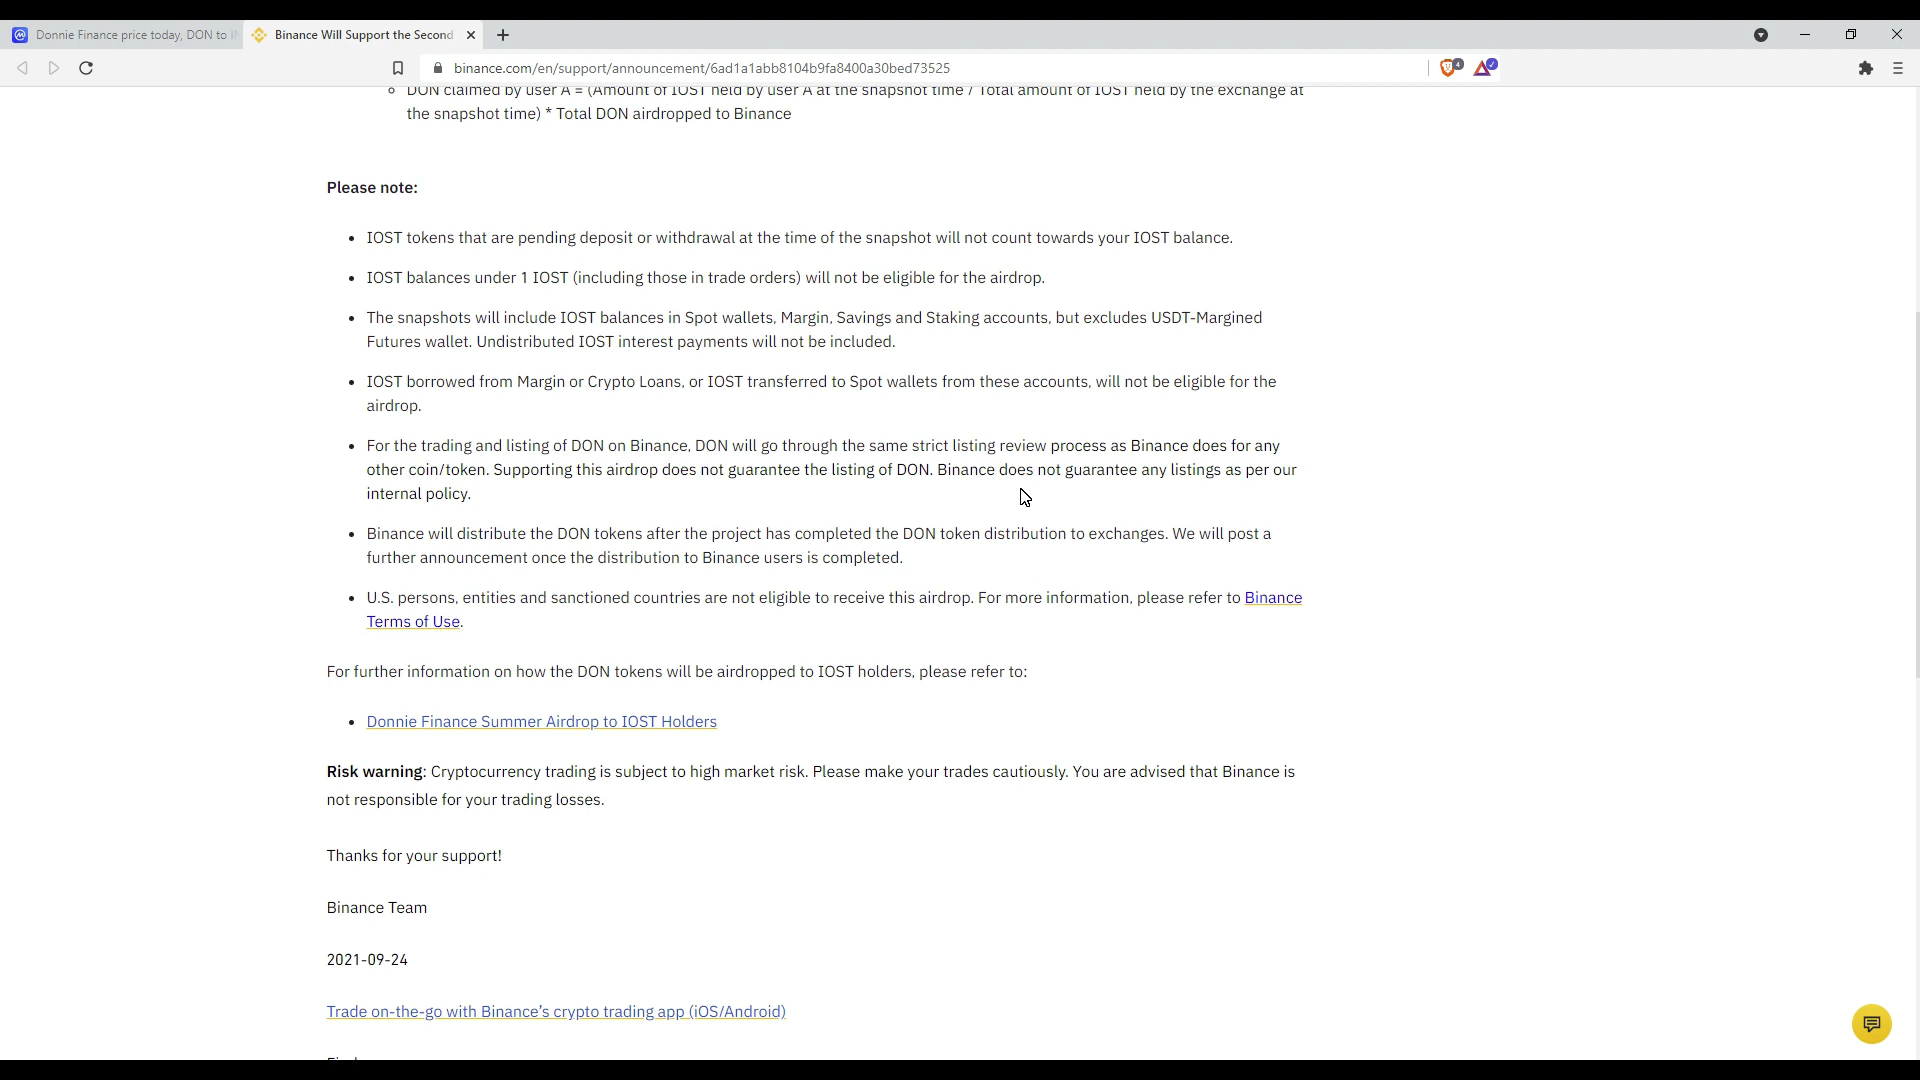 Donnie Finance price today, DON to I
Binance Will Support the Second
binance.com/en/support/announcement/6ad1a1abb8104b9fa8400a30bed73525
4
DON claimed by user A = (Amount of IOST held by user A at the snapshot time / Total amount of IOST held by the exchange at
the snapshot time) * Total DON airdropped to Binance
Please note:
IOST tokens that are pending deposit or withdrawal at the time of the snapshot will not count towards your IOST balance.
IOST balances under 1 IOST (including those in trade orders) will not be eligible for the airdrop.
The snapshots will include IOST balances in Spot wallets, Margin, Savings and Staking accounts, but excludes USDT-Margined
Futures wallet. Undistributed IOST interest payments will not be included.
IOST borrowed from Margin or Crypto Loans, or IOST transferred to Spot wallets from these accounts, will not be eligible for the
airdrop.
For the trading and listing of DON on Binance, DON will go through the same strict listing review process as Binance does for any
other coin/token. Supporting this airdrop does not guarantee the listing of DON. Binance does not guarantee any listings as per our
internal policy.
Binance will distribute the DON tokens after the project has completed the DON token distribution to exchanges. We will post a
further announcement once the distribution to Binance users is completed.
U.S. persons, entities and sanctioned countries are not eligible to receive this airdrop. For more information, please refer to Binance
Terms of Use.
For further information on how the DON tokens will be airdropped to IOST holders, please refer to:
Donnie Finance Summer Airdrop to IOST Holders
Risk warning: Cryptocurrency trading is subject to high market risk. Please make your trades cautiously. You are advised that Binance is
not responsible for your trading losses.
Thanks for your support!
Binance Team
2021-09-24
Trade on-the-go with Binance's crypto trading app (iOS/Android)